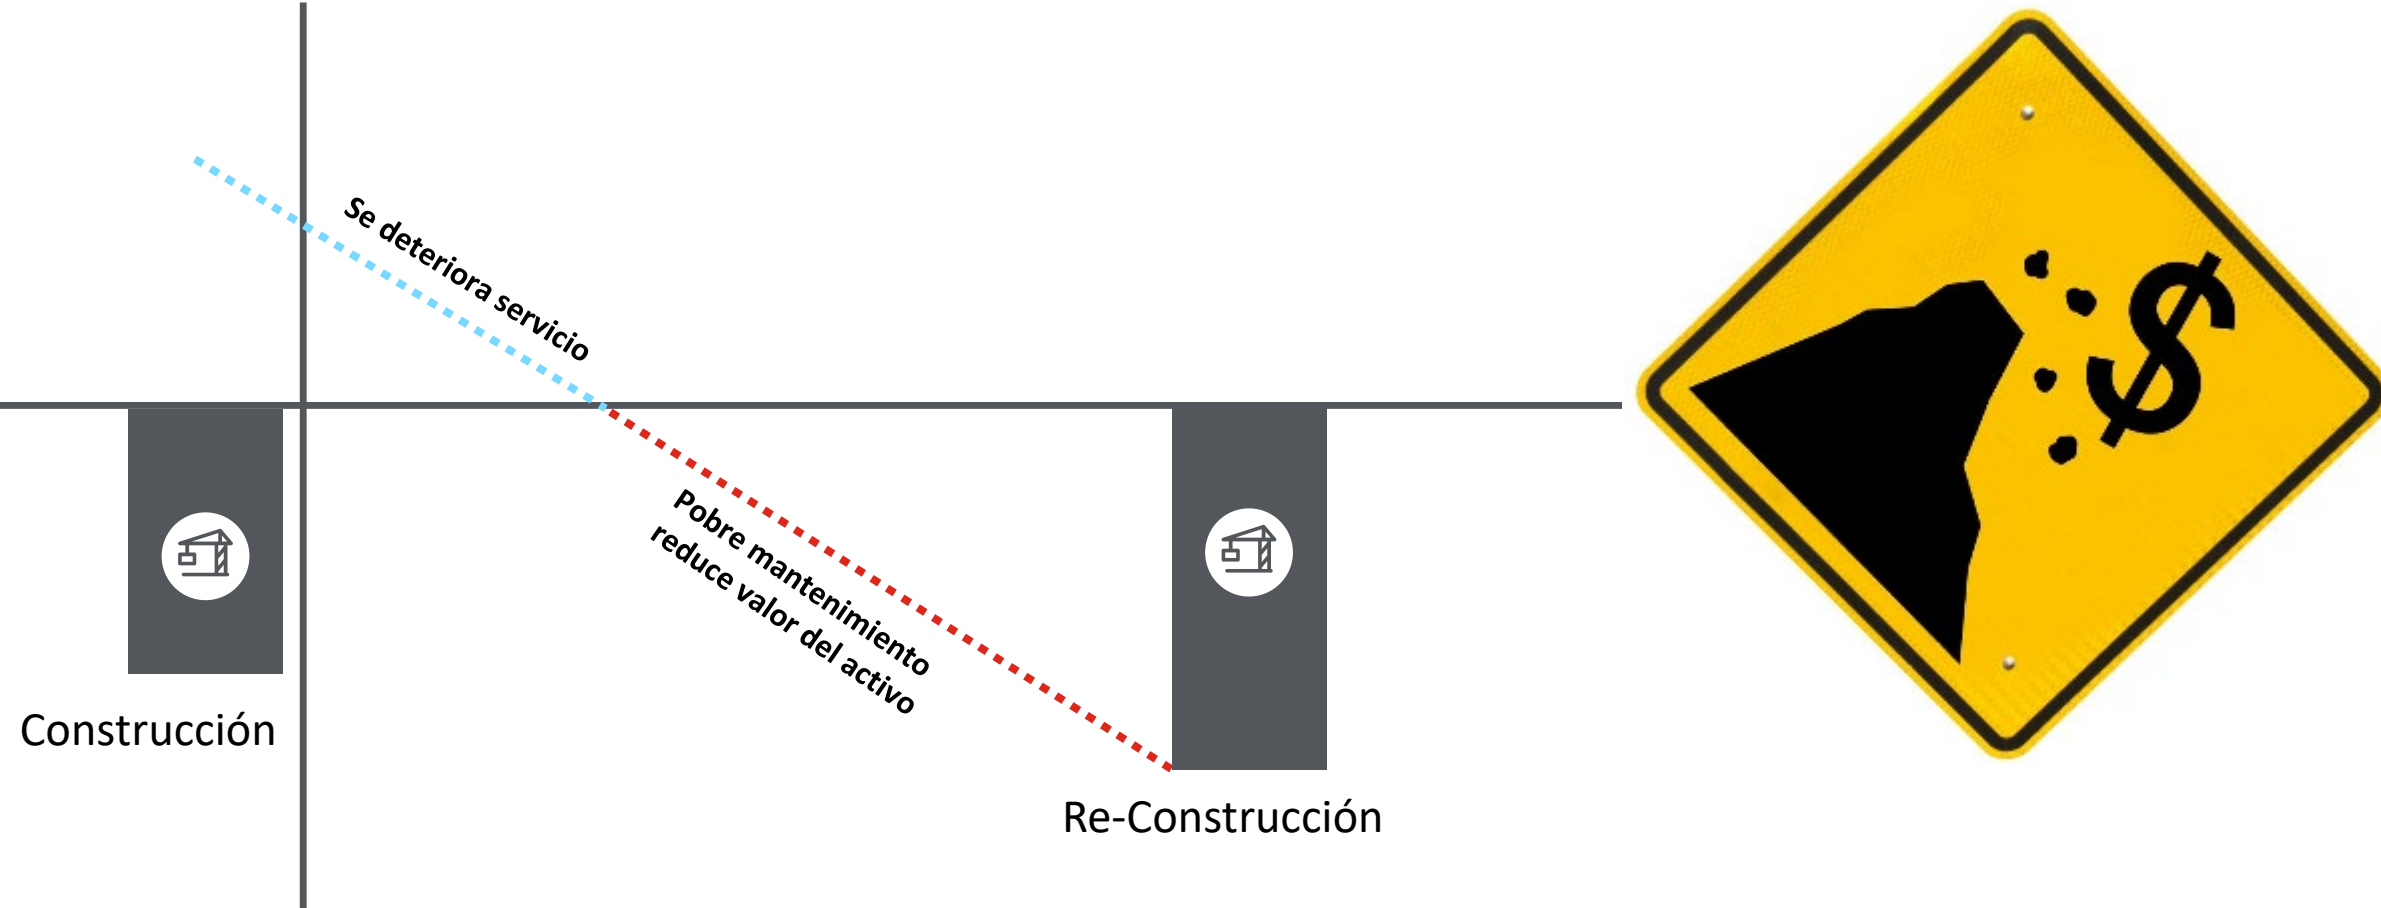 Se deteriora servicio
Pobre mantenimiento
reduce valor del activo
Construcción
Re-Construcción
$